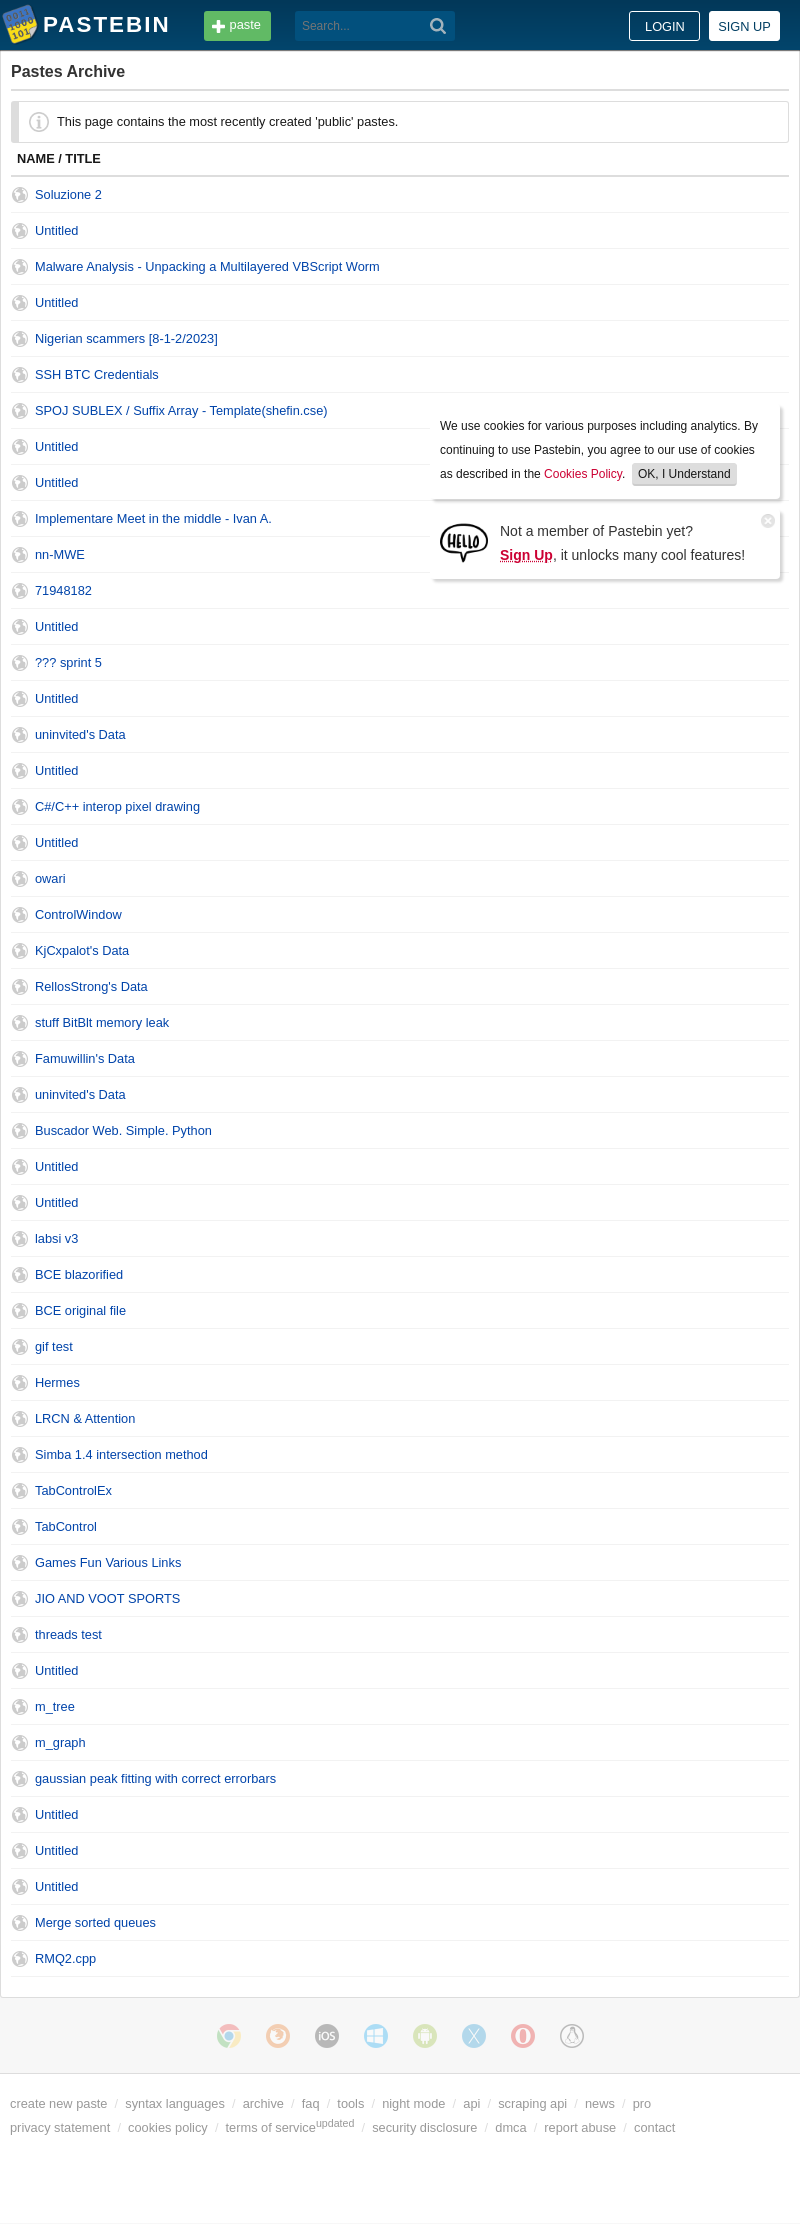 PASTEBIN paste Search... LOGIN SIGN UP
Pastes Archive
This page contains the most recently created 'public' pastes.
NAME / TITLE
Soluzione 2
Untitled
Malware Analysis - Unpacking a Multilayered VBScript Worm
Untitled
Nigerian scammers [8-1-2/2023]
SSH BTC Credentials
SPOJ SUBLEX / Suffix Array - Template(shefin.cse)
Untitled
Untitled
Implementare Meet in the middle - Ivan A.
nn-MWE
71948182
Untitled
??? sprint 5
Untitled
uninvited's Data
Untitled
C#/C++ interop pixel drawing
Untitled
owari
ControlWindow
KjCxpalot's Data
RellosStrong's Data
stuff BitBlt memory leak
Famuwillin's Data
uninvited's Data
Buscador Web. Simple. Python
Untitled
Untitled
labsi v3
BCE blazorified
BCE original file
gif test
Hermes
LRCN & Attention
Simba 1.4 intersection method
TabControlEx
TabControl
Games Fun Various Links
JIO AND VOOT SPORTS
threads test
Untitled
m_tree
m_graph
gaussian peak fitting with correct errorbars
Untitled
Untitled
Untitled
Merge sorted queues
RMQ2.cpp
We use cookies for various purposes including analytics. By
continuing to use Pastebin, you agree to our use of cookies
as described in the Cookies Policy. OK, I Understand
HELLO
Not a member of Pastebin yet?
Sign Up, it unlocks many cool features!
iOS
create new paste / syntax languages / archive / faq / tools / night mode / api / scraping api / news / pro
privacy statement / cookies policy / terms of serviceupdated / security disclosure / dmca / report abuse / contact